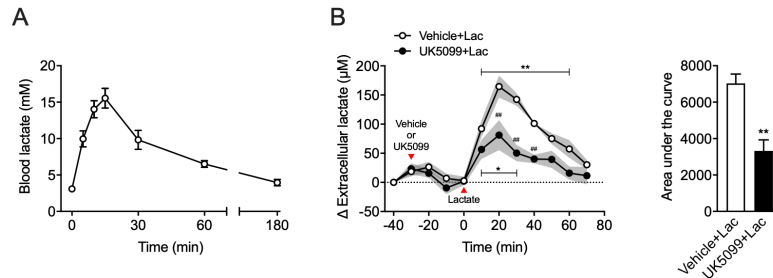 A
Blood lactate (mM)
20
15
10
5
0
0
30
60
180
Time (min)
B
Vehicle+Lac
UK5099+Lac
Δ Extracellular lactate (µM)
200
150
100
50
0
-50
Vehicle
or
UK5099
Lactate
**
##
##
##
*
-40
-20
0
20
40
60
80
Time (min)
Area under the curve
8000
6000
4000
2000
0
**
Vehicle+Lac
UK5099+Lac